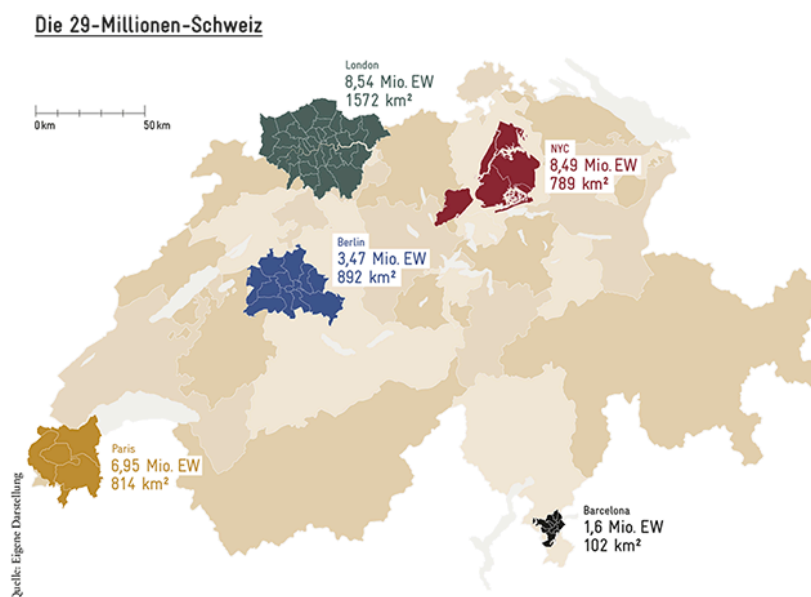 Die 29-Millionen-Schweiz
0km 50km
London
8,54 Mio. EW
1572 km²
NYC
8,49 Mio. EW
789 km²
Berlin
3,47 Mio. EW
892 km²
Paris
6,95 Mio. EW
814 km²
Barcelona
1,6 Mio. EW
102 km²
Quelle: Eigene Darstellung